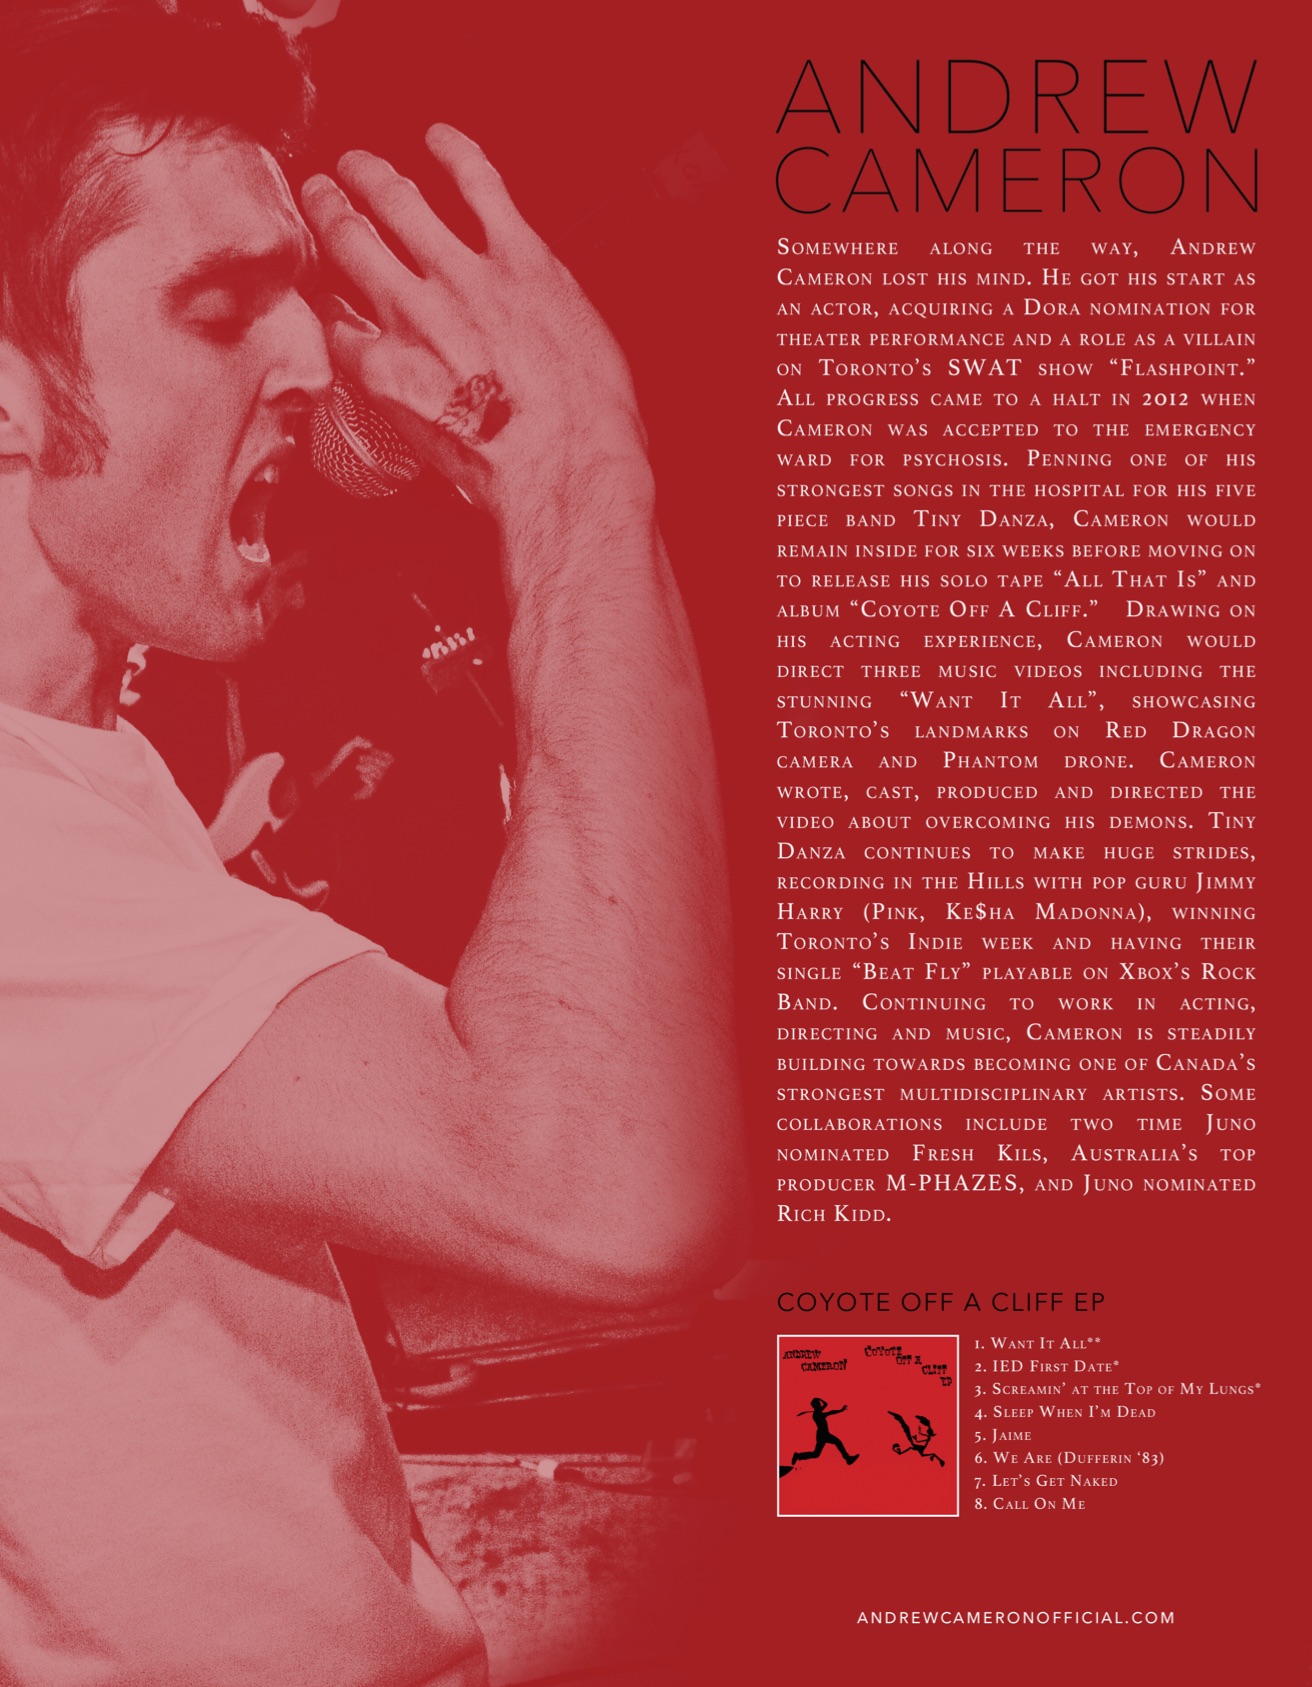 ANDREW
CAMERON
Somewhere along the way, Andrew
Cameron lost his mind. He got his start as
an actor, acquiring a Dora nomination for
theater performance and a role as a villain
on Toronto’s SWAT show “Flashpoint.”
All progress came to a halt in 2012 when
Cameron was accepted to the emergency
ward for psychosis. Penning one of his
strongest songs in the hospital for his five
piece band Tiny Danza, Cameron would
remain inside for six weeks before moving on
to release his solo tape “All That Is” and
album “Coyote Off A Cliff.” Drawing on
his acting experience, Cameron would
direct three music videos including the
stunning “Want It All”, showcasing
Toronto’s landmarks on Red Dragon
camera and Phantom drone. Cameron
wrote, cast, produced and directed the
video about overcoming his demons. Tiny
Danza continues to make huge strides,
recording in the Hills with pop guru Jimmy
Harry (Pink, Ke$ha Madonna), winning
Toronto’s Indie week and having their
single “Beat Fly” playable on Xbox’s Rock
Band. Continuing to work in acting,
directing and music, Cameron is steadily
building towards becoming one of Canada’s
strongest multidisciplinary artists. Some
collaborations include two time Juno
nominated Fresh Kils, Australia’s top
producer M-PHAZES, and Juno nominated
Rich Kidd.
COYOTE OFF A CLIFF EP
ANDREW
CAMERON
COYOTE
OFF A
CLIFF
EP
1. Want It All**
2. IED First Date*
3. Screamin’ at the Top of My Lungs*
4. Sleep When I’m Dead
5. Jaime
6. We Are (Dufferin ‘83)
7. Let’s Get Naked
8. Call On Me
ANDREWCAMERONOFFICIAL.COM